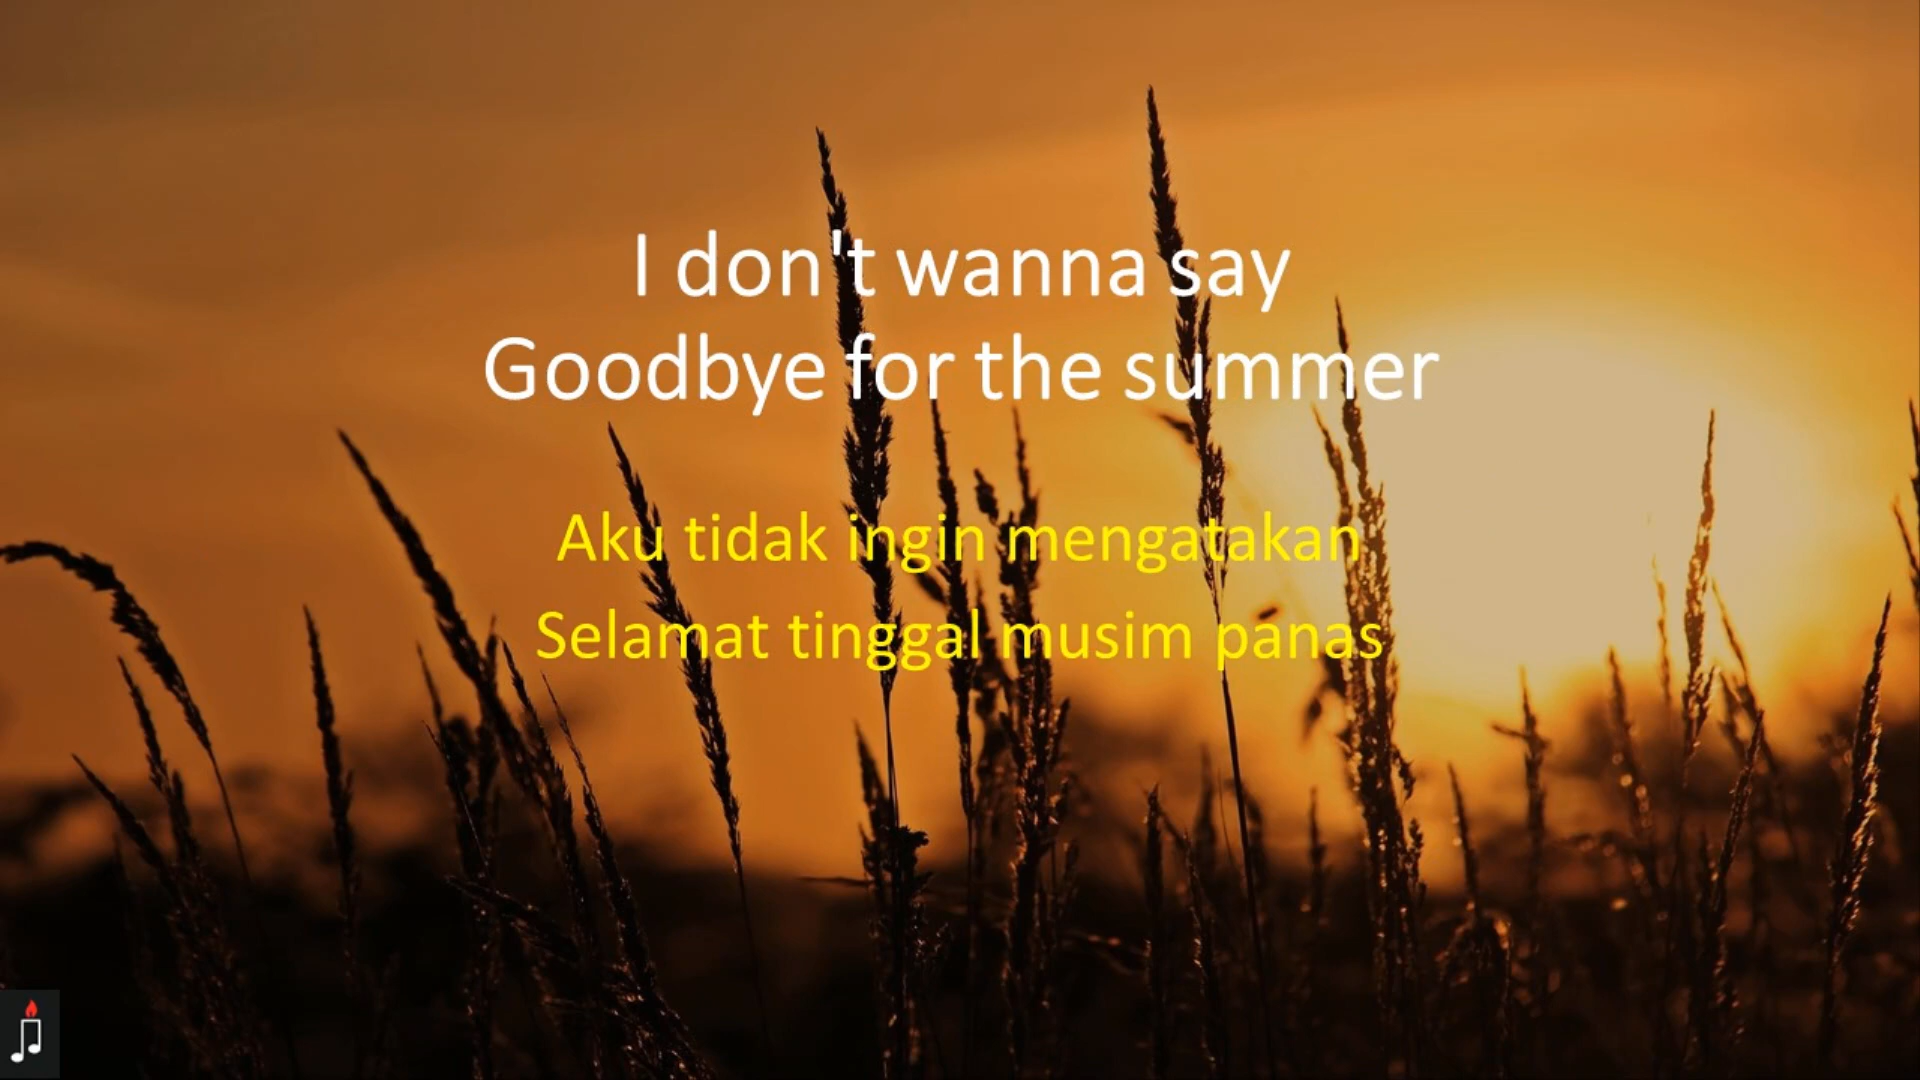 I don't wanna say
Goodbye for the summer
Aku tidak ingin mengatakan
Selamat tinggal musim panas